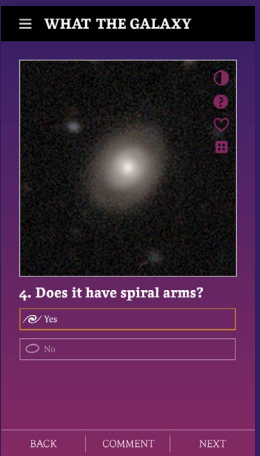 WHAT THE GALAXY
4. Does it have spiral arms?
Yes
No
BACK
COMMENT
NEXT